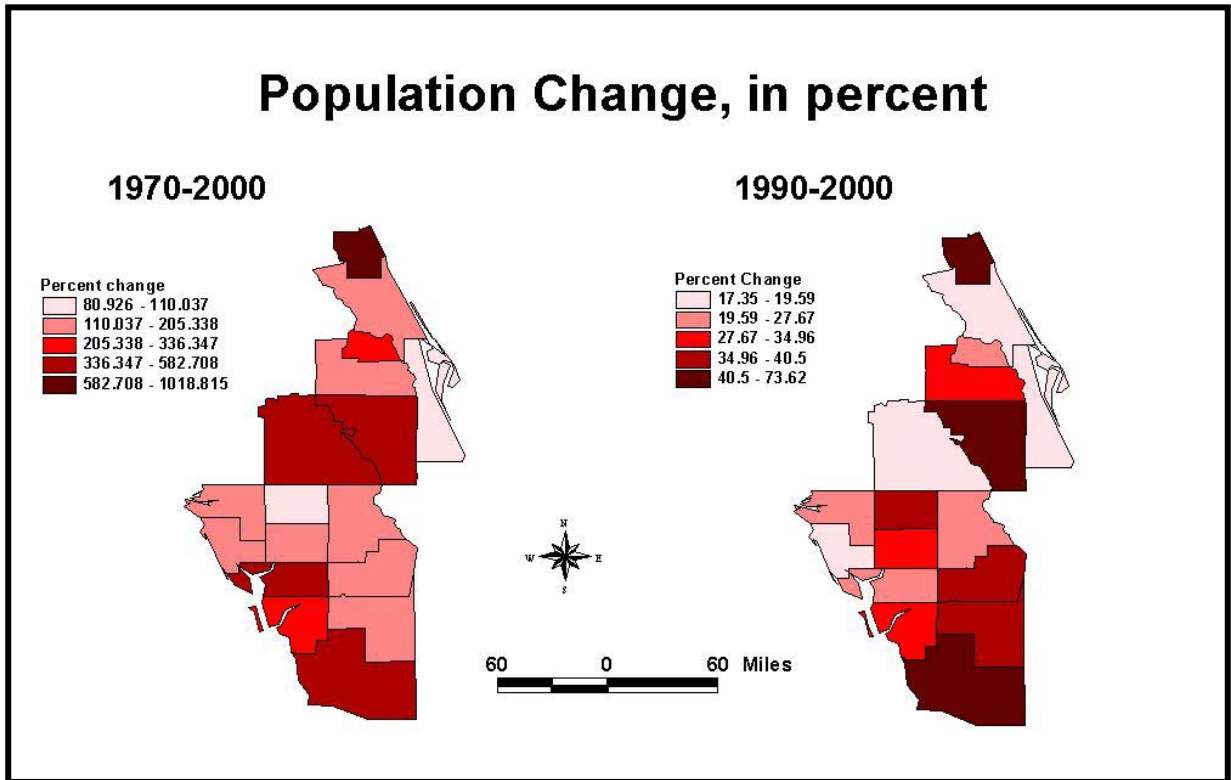 Population Change, in percent
1970-2000
Percent change
80.926 - 110.037
110.037 - 205.338
205.338 - 336.347
336.347 - 582.708
582.708 - 1018.815
1990-2000
Percent Change
17.35 - 19.59
19.59 - 27.67
27.67 - 34.96
34.96 - 40.5
40.5 - 73.62
N
W E
S
60 0 60 Miles